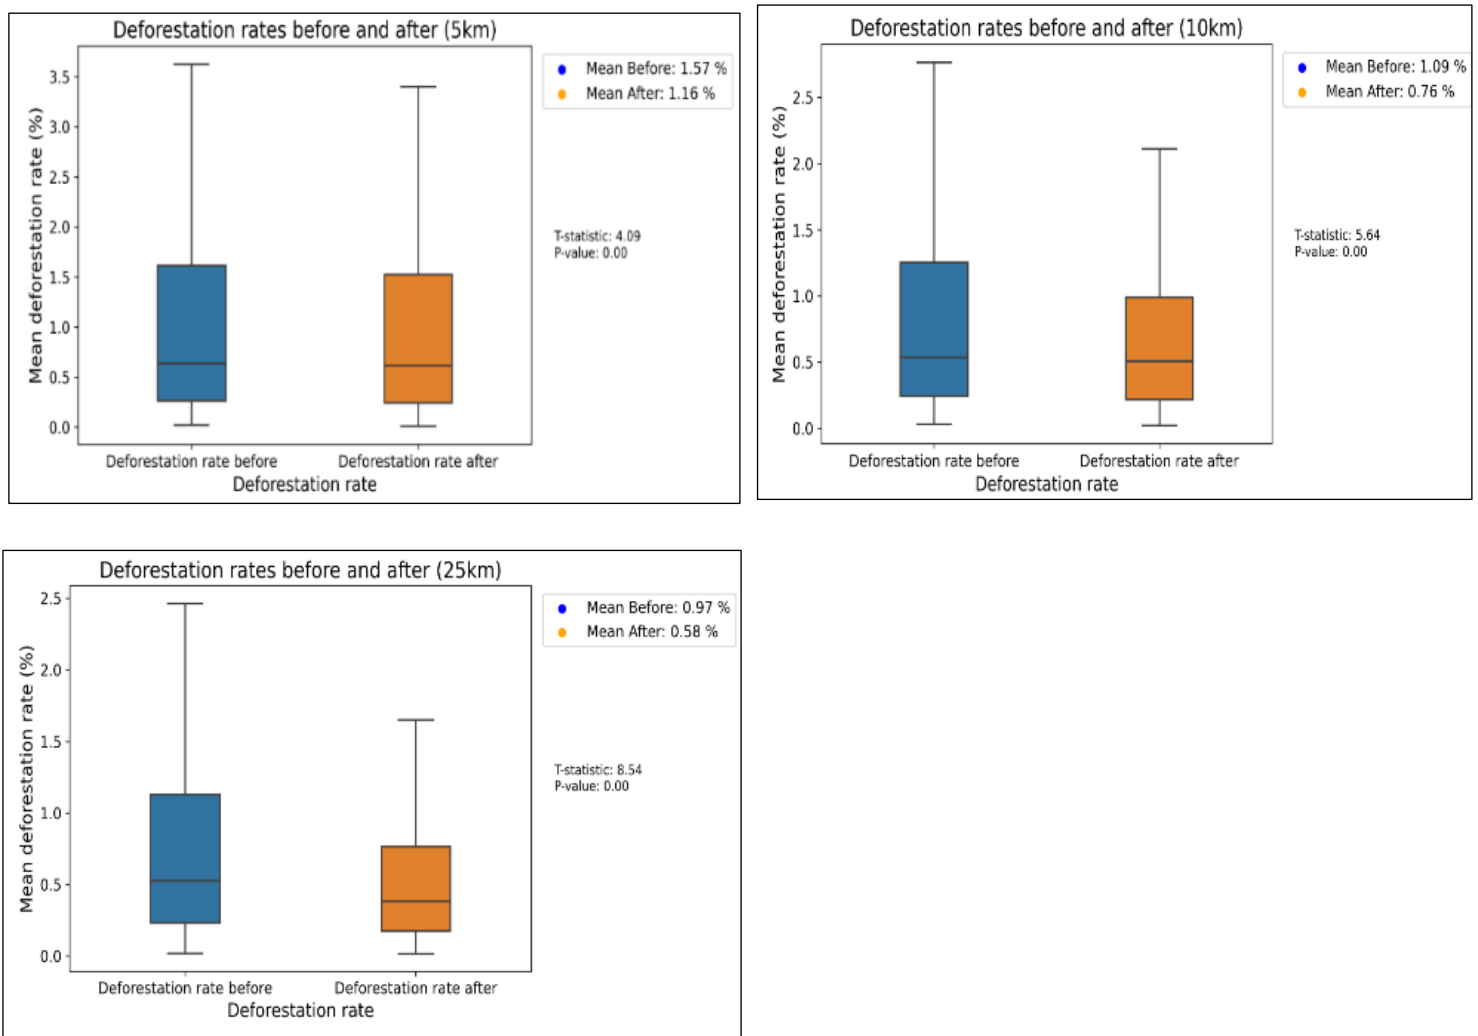 Deforestation rates before and after (5km)
Mean Before: 1.57 %
Mean After: 1.16 %
Mean deforestation rate (%)
3.5
3.0
2.5
2.0
1.5
1.0
0.5
0.0
T-statistic: 4.09
P-value: 0.00
Deforestation rate before
Deforestation rate after
Deforestation rate
Deforestation rates before and after (10km)
Mean Before: 1.09 %
Mean After: 0.76 %
Mean deforestation rate (%)
2.5
2.0
1.5
1.0
0.5
0.0
T-statistic: 5.64
P-value: 0.00
Deforestation rate before
Deforestation rate after
Deforestation rate
Deforestation rates before and after (25km)
Mean Before: 0.97 %
Mean After: 0.58 %
Mean deforestation rate (%)
2.5
2.0
1.5
1.0
0.5
0.0
T-statistic: 8.54
P-value: 0.00
Deforestation rate before
Deforestation rate after
Deforestation rate